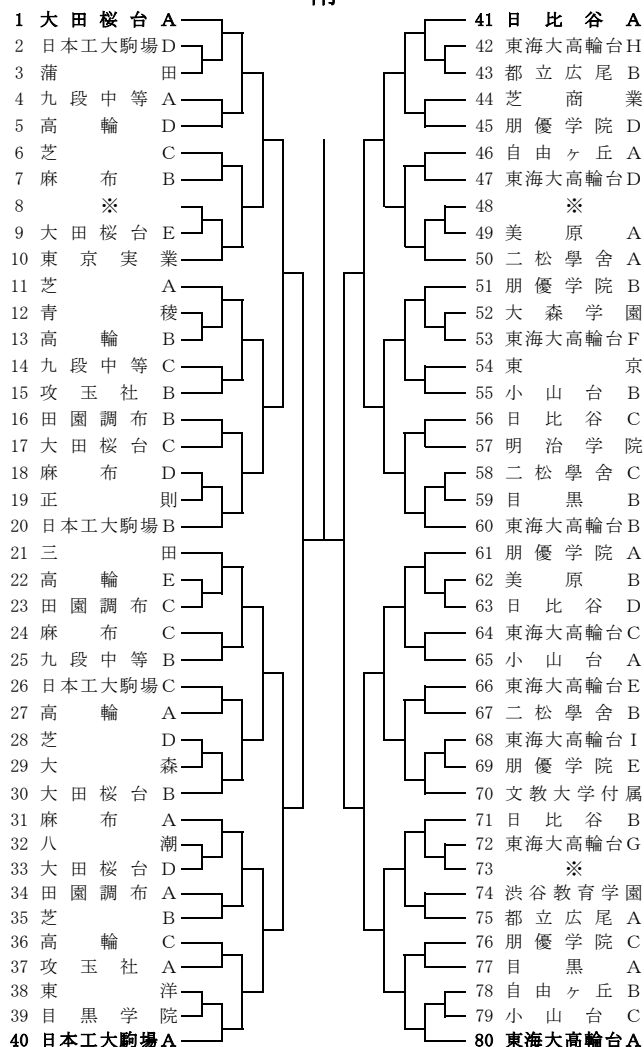 1 大田桜台A
2 日本工大駒場D
3 蒲田
4 九段中等A
5 高輪D
6 芝C
7 麻布B
8 ※
9 大田桜台E
10 東京実業
11 芝A
12 青稜
13 高輪B
14 九段中等C
15 攻玉社B
16 田園調布B
17 大田桜台C
18 麻布D
19 正則
20 日本工大駒場B
21 三田
22 高輪E
23 田園調布C
24 麻布C
25 九段中等B
26 日本工大駒場C
27 高輪A
28 芝D
29 大森
30 大田桜台B
31 麻布A
32 八潮
33 大田桜台D
34 田園調布A
35 芝B
36 高輪C
37 攻玉社A
38 東洋
39 目黒学院
40 日本工大駒場A
41 日比谷A
42 東海大高輪台H
43 都立広尾B
44 芝商業
45 朋優学院D
46 自由ヶ丘A
47 東海大高輪台D
48 ※
49 美原A
50 二松學舎A
51 朋優学院B
52 大森学園
53 東海大高輪台F
54 東京
55 小山台B
56 日比谷C
57 明治学院
58 二松學舎C
59 目黒B
60 東海大高輪台B
61 朋優学院A
62 美原B
63 日比谷D
64 東海大高輪台C
65 小山台A
66 東海大高輪台E
67 二松學舎B
68 東海大高輪台I
69 朋優学院E
70 文教大学付属
71 日比谷B
72 東海大高輪台G
73 ※
74 渋谷教育学園
75 都立広尾A
76 朋優学院C
77 目黒A
78 自由ヶ丘B
79 小山台C
80 東海大高輪台A